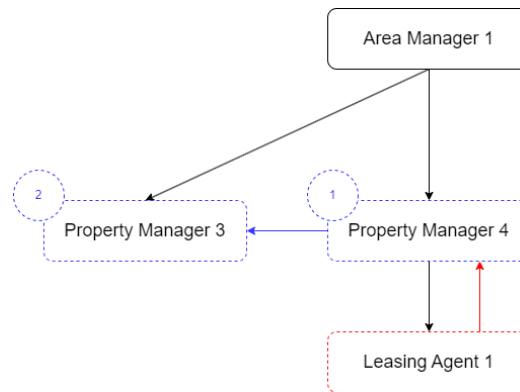 Area Manager 1
2
1
Property Manager 3
Property Manager 4
Leasing Agent 1